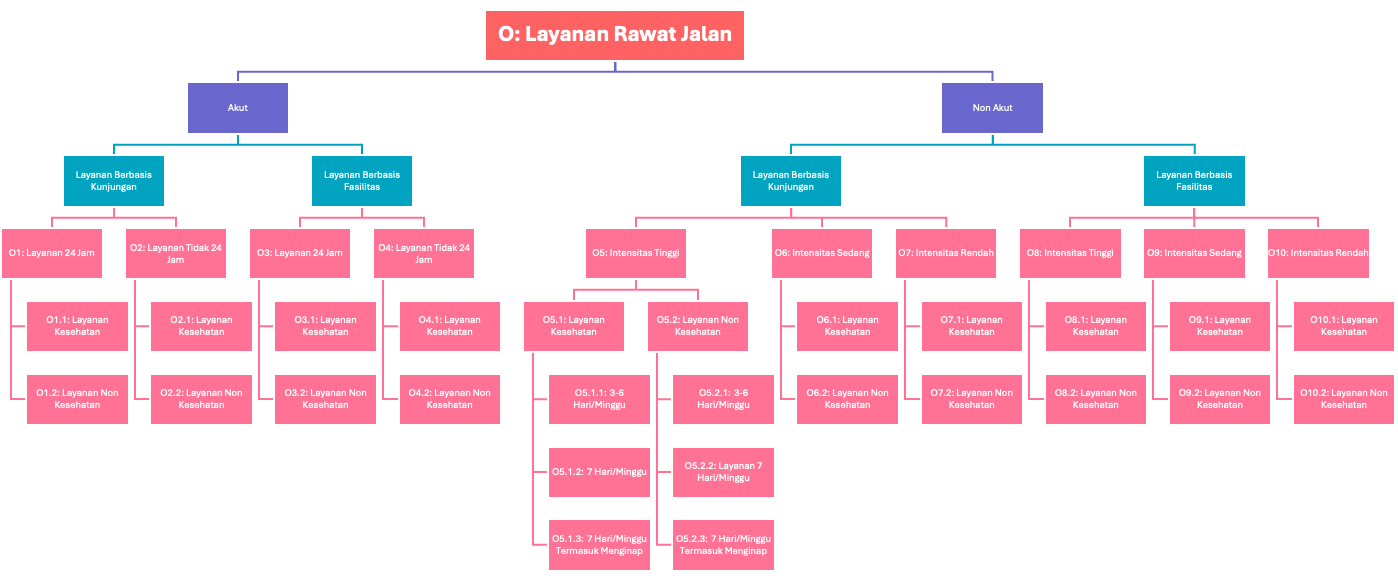 O: Layanan Rawat Jalan
Akut
Non Akut
Layanan Berbasis
Kunjungan
Layanan Berbasis
Fasilitas
Layanan Berbasis
Kunjungan
Layanan Berbasis
Fasilitas
O1: Layanan 24 Jam
O2: Layanan Tidak 24
Jam
O3: Layanan 24 Jam
O4: Layanan Tidak 24
Jam
O5: Intensitas Tinggi
O6: Intensitas Sedang
O7: Intensitas Rendah
O8: Intensitas Tinggi
O9: Intensitas Sedang
O10: Intensitas Rendah
O1.1: Layanan
Kesehatan
O2.1: Layanan
Kesehatan
O3.1: Layanan
Kesehatan
O4.1: Layanan
Kesehatan
O5.1: Layanan
Kesehatan
O5.2: Layanan Non
Kesehatan
O6.1: Layanan
Kesehatan
O7.1: Layanan
Kesehatan
O8.1: Layanan
Kesehatan
O9.1: Layanan
Kesehatan
O10.1: Layanan
Kesehatan
O1.2: Layanan Non
Kesehatan
O2.2: Layanan Non
Kesehatan
O3.2: Layanan Non
Kesehatan
O4.2: Layanan Non
Kesehatan
O5.1.1: 3-6
Hari/Minggu
O5.2.1: 3-6
Hari/Minggu
O6.2: Layanan Non
Kesehatan
O7.2: Layanan Non
Kesehatan
O8.2: Layanan Non
Kesehatan
O9.2: Layanan Non
Kesehatan
O10.2: Layanan Non
Kesehatan
O5.1.2: 7 Hari/Minggu
O5.2.2: Layanan 7
Hari/Minggu
O5.1.3: 7 Hari/Minggu
Termasuk Menginap
O5.2.3: 7 Hari/Minggu
Termasuk Menginap